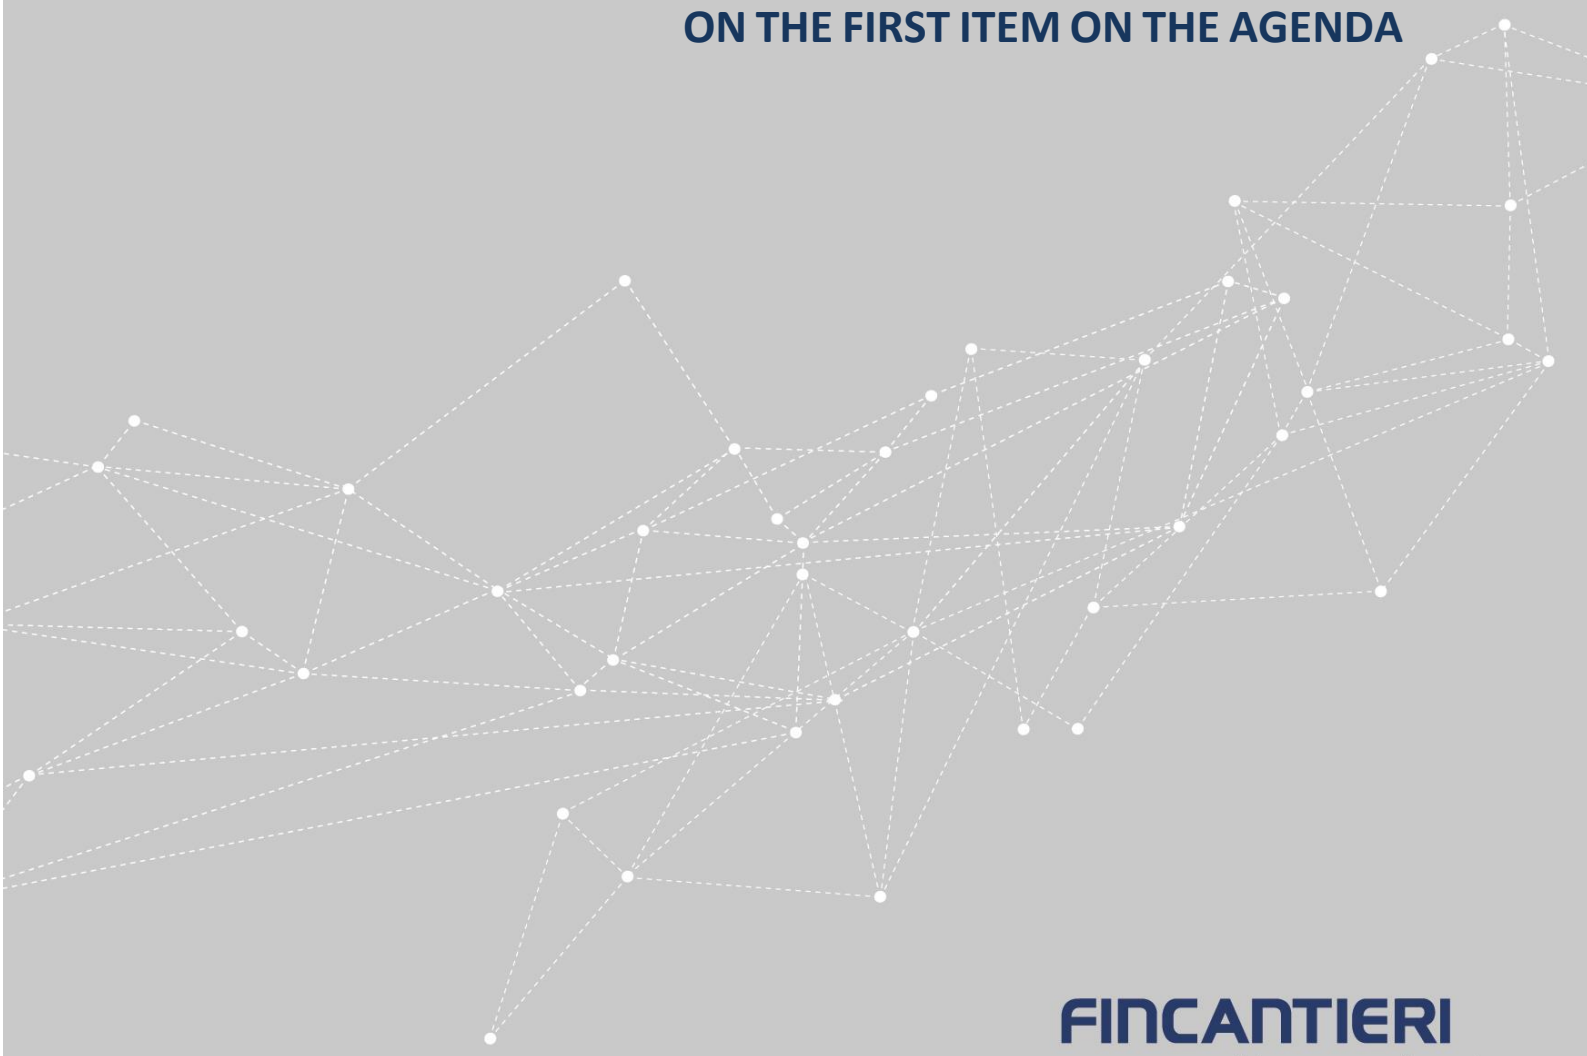 ON THE FIRST ITEM ON THE AGENDA
FINCANTIERI